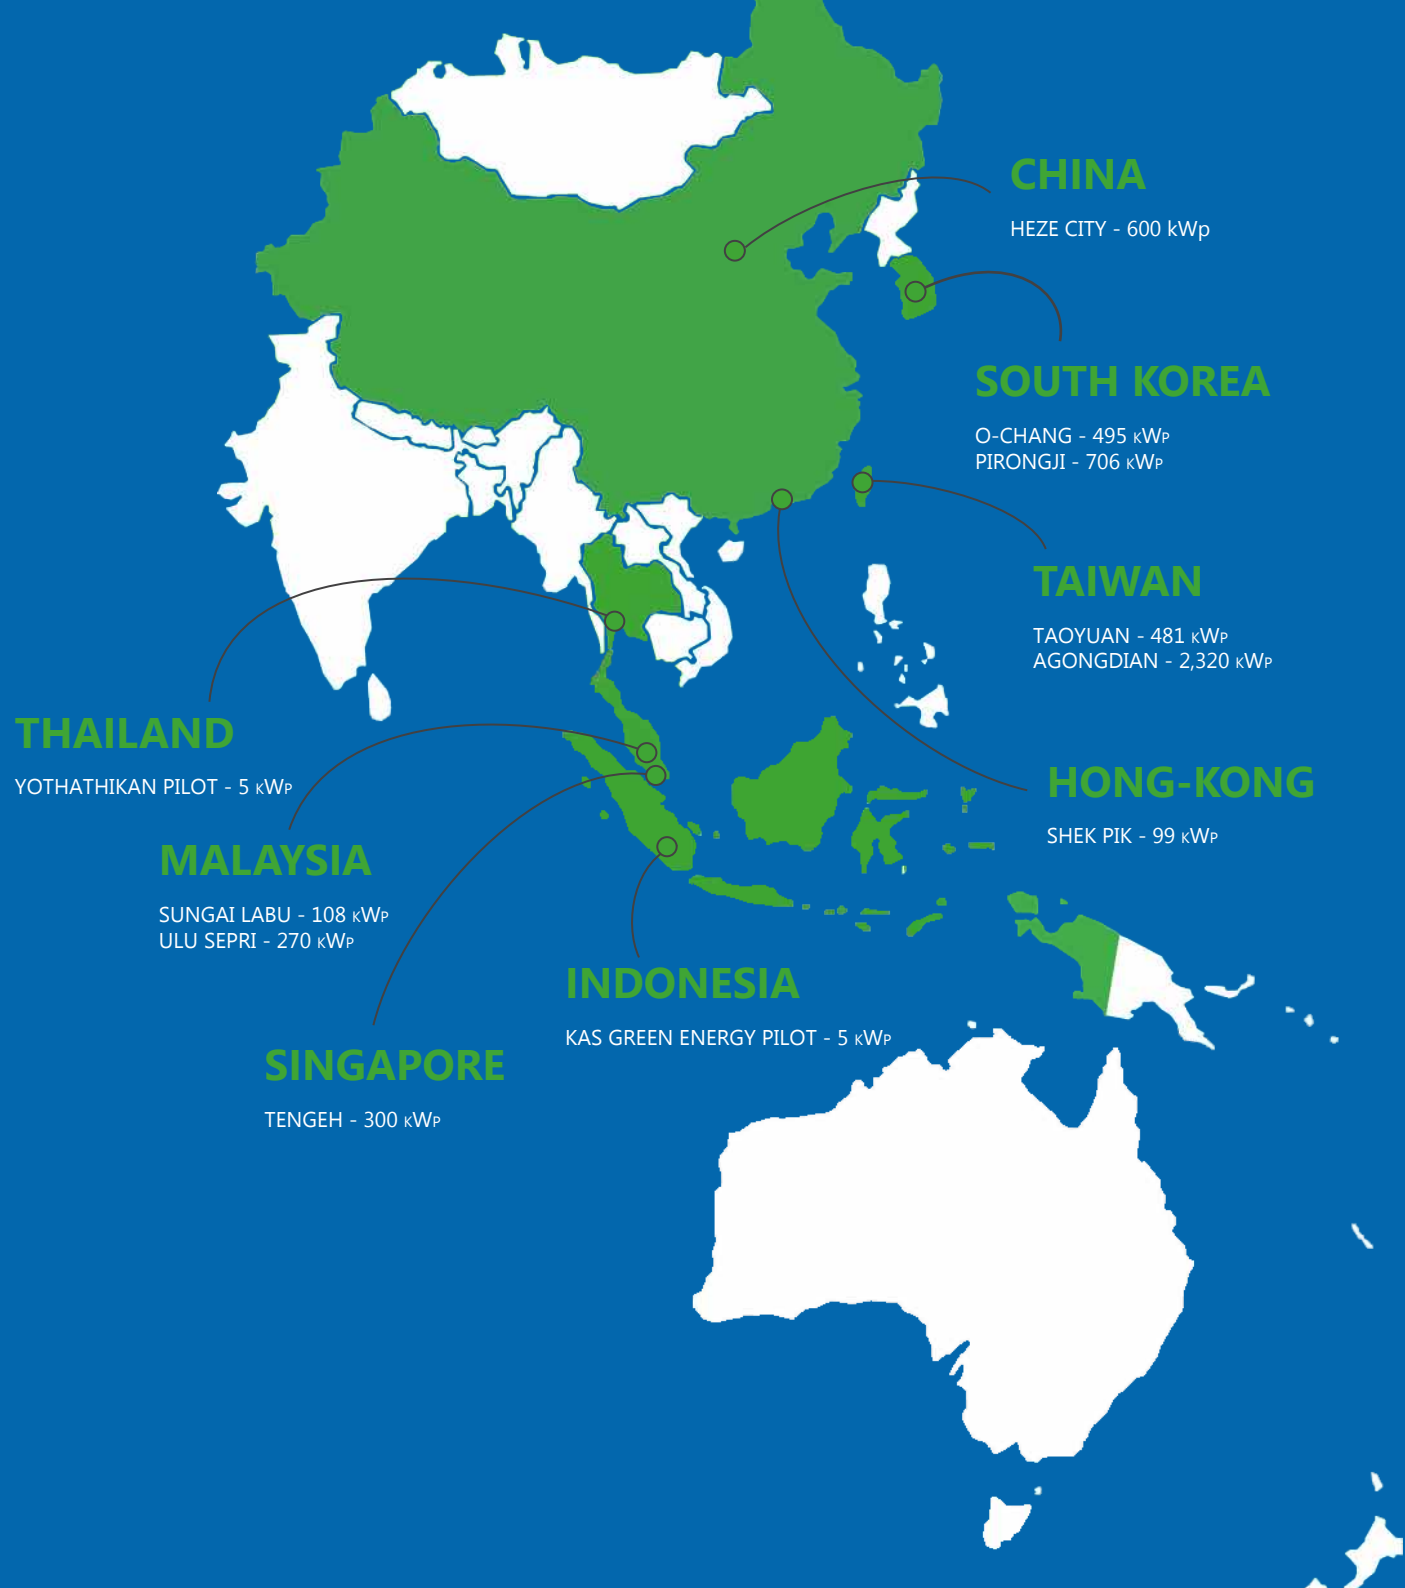 CHINA
HEZE CITY - 600 kWp
SOUTH KOREA
O-CHANG - 495 KWP
PIRONGJI - 706 KWP
TAIWAN
TAOYUAN - 481 KWP
AGONGDIAN - 2,320 KWP
THAILAND
YOTHATHIKAN PILOT - 5 KWP
HONG-KONG
SHEK PIK - 99 KWP
MALAYSIA
SUNGAI LABU - 108 KWP
ULU SEPRI - 270 KWP
INDONESIA
KAS GREEN ENERGY PILOT - 5 KWP
SINGAPORE
TENGEH - 300 KWP